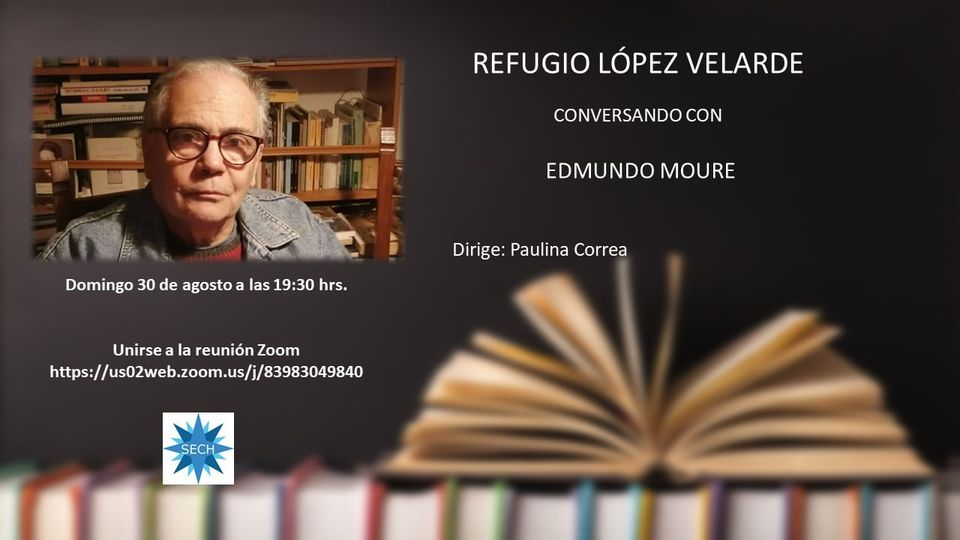 REFUGIO LÓPEZ VELARDE
CONVERSANDO CON
EDMUNDO MOURE
Dirige: Paulina Correa
Domingo 30 de agosto a las 19:30 hrs.
Unirse a la reunión Zoom
https://us02web.zoom.us/j/83983049840
SECH